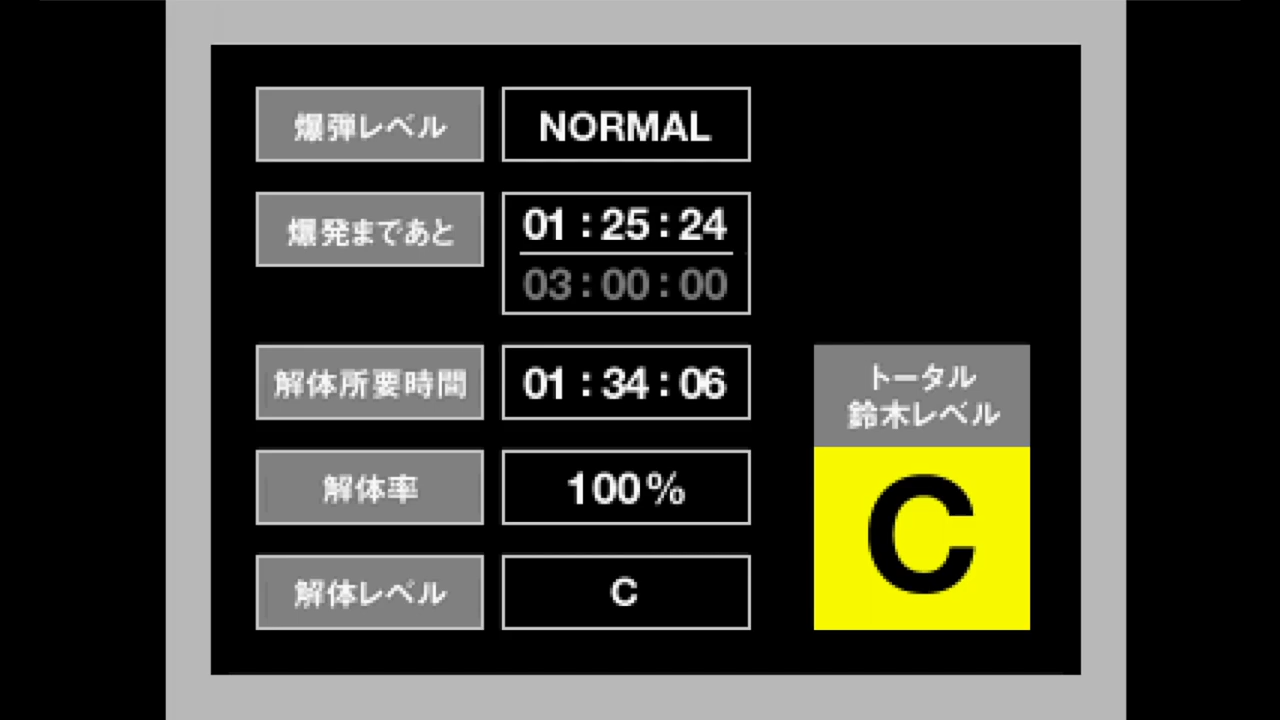 爆弾レベル
NORMAL
爆発まであと
01:25:24
03:00:00
解体所要時間
01:34:06
解体率
100%
解体レベル
C
トータル
鈴木レベル
C